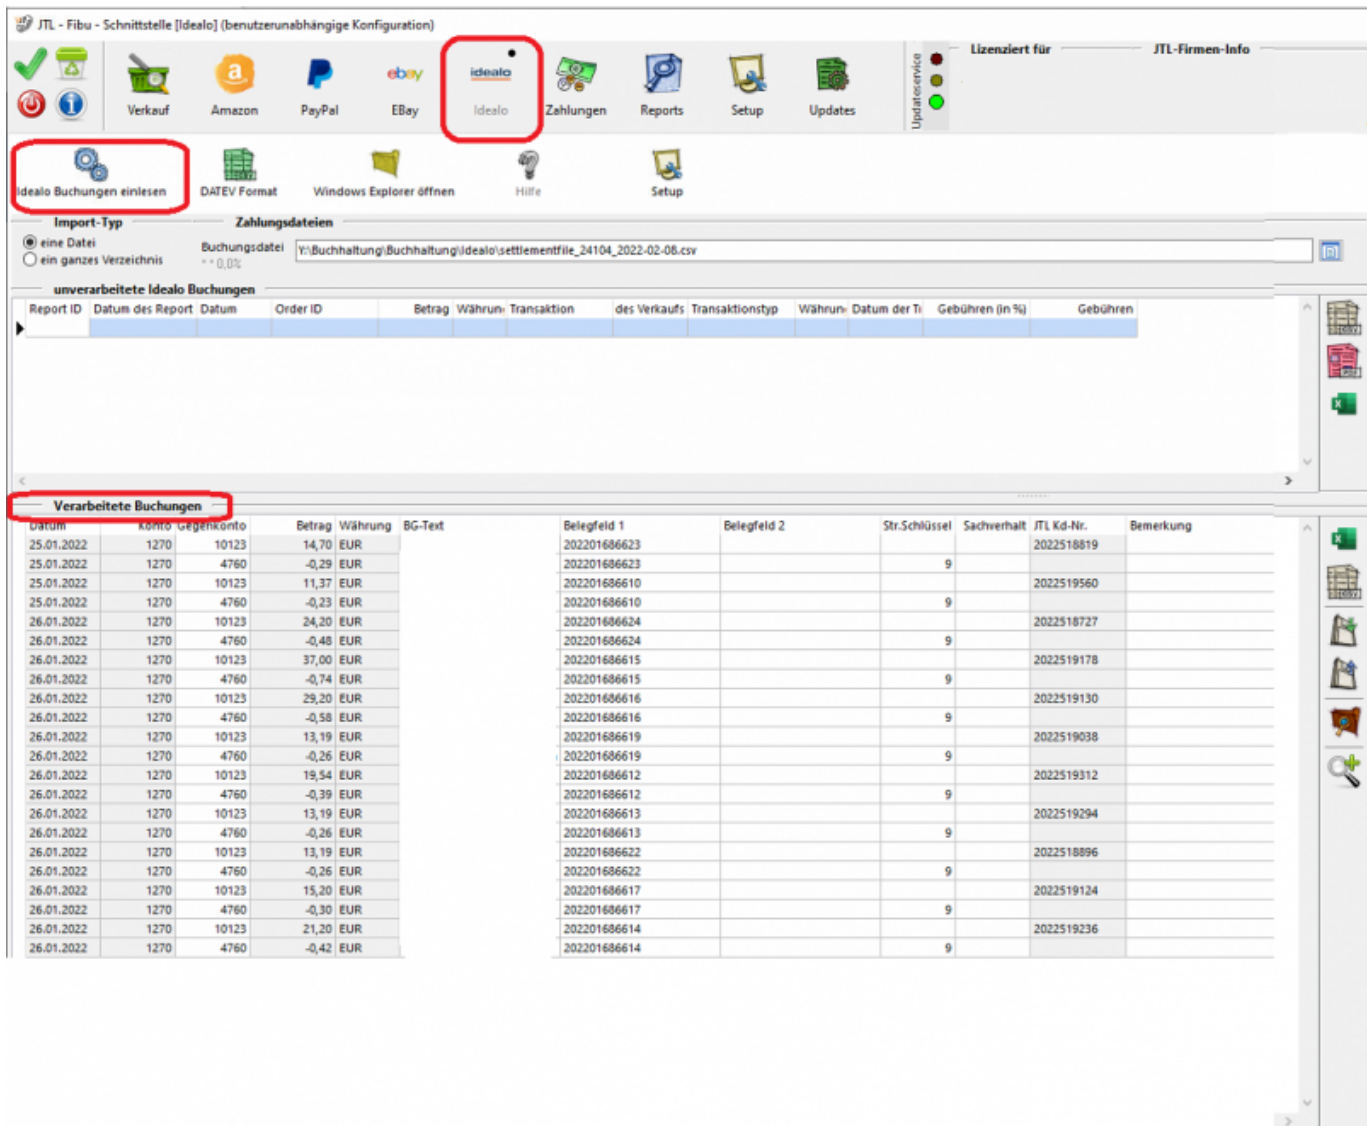 JTL - Fibu - Schnittstelle [Idealo] (benutzerunabhängige Konfiguration)
Verkauf
a
Amazon
PayPal
ebay
EBay
idealo
Idealo
Zahlungen
Reports
Setup
Updates
Updateservice
Lizenziert für
JTL-Firmen-Info
Idealo Buchungen einlesen
DATEV Format
Windows Explorer öffnen
Hilfe
Setup
Import-Typ
Zahlungsdateien
eine Datei
ein ganzes Verzeichnis
Buchungsdatei
* * 0,0%
Y:\Buchhaltung\Buchhaltung\Idealo\settlementfile_24104_2022-02-08.csv
unverarbeitete Idealo Buchungen
Report ID Datum des Report Datum Order ID Betrag Währun Transaktion des Verkaufs Transaktionstyp Währun Datum der Tr Gebühren (in %) Gebühren
Verarbeitete Buchungen
Datum Konto Gegenkonto Betrag Währung BG-Text Belegfeld 1 Belegfeld 2 Str.Schlüssel Sachverhalt JTL Kd-Nr. Bemerkung
25.01.2022 1270 10123 14,70 EUR 202201686623 2022518819
25.01.2022 1270 4760 -0,29 EUR 202201686623 9
25.01.2022 1270 10123 11,37 EUR 202201686610 2022519560
25.01.2022 1270 4760 -0,23 EUR 202201686610 9
26.01.2022 1270 10123 24,20 EUR 202201686624 2022518727
26.01.2022 1270 4760 -0,48 EUR 202201686624 9
26.01.2022 1270 10123 37,00 EUR 202201686615 2022519178
26.01.2022 1270 4760 -0,74 EUR 202201686615 9
26.01.2022 1270 10123 29,20 EUR 202201686616 2022519130
26.01.2022 1270 4760 -0,58 EUR 202201686616 9
26.01.2022 1270 10123 13,19 EUR 202201686619 2022519038
26.01.2022 1270 4760 -0,26 EUR 202201686619 9
26.01.2022 1270 10123 19,54 EUR 202201686612 2022519312
26.01.2022 1270 4760 -0,39 EUR 202201686612 9
26.01.2022 1270 10123 13,19 EUR 202201686613 2022519294
26.01.2022 1270 4760 -0,26 EUR 202201686613 9
26.01.2022 1270 10123 13,19 EUR 202201686622 2022518896
26.01.2022 1270 4760 -0,26 EUR 202201686622 9
26.01.2022 1270 10123 15,20 EUR 202201686617 2022519124
26.01.2022 1270 4760 -0,30 EUR 202201686617 9
26.01.2022 1270 10123 21,20 EUR 202201686614 2022519236
26.01.2022 1270 4760 -0,42 EUR 202201686614 9